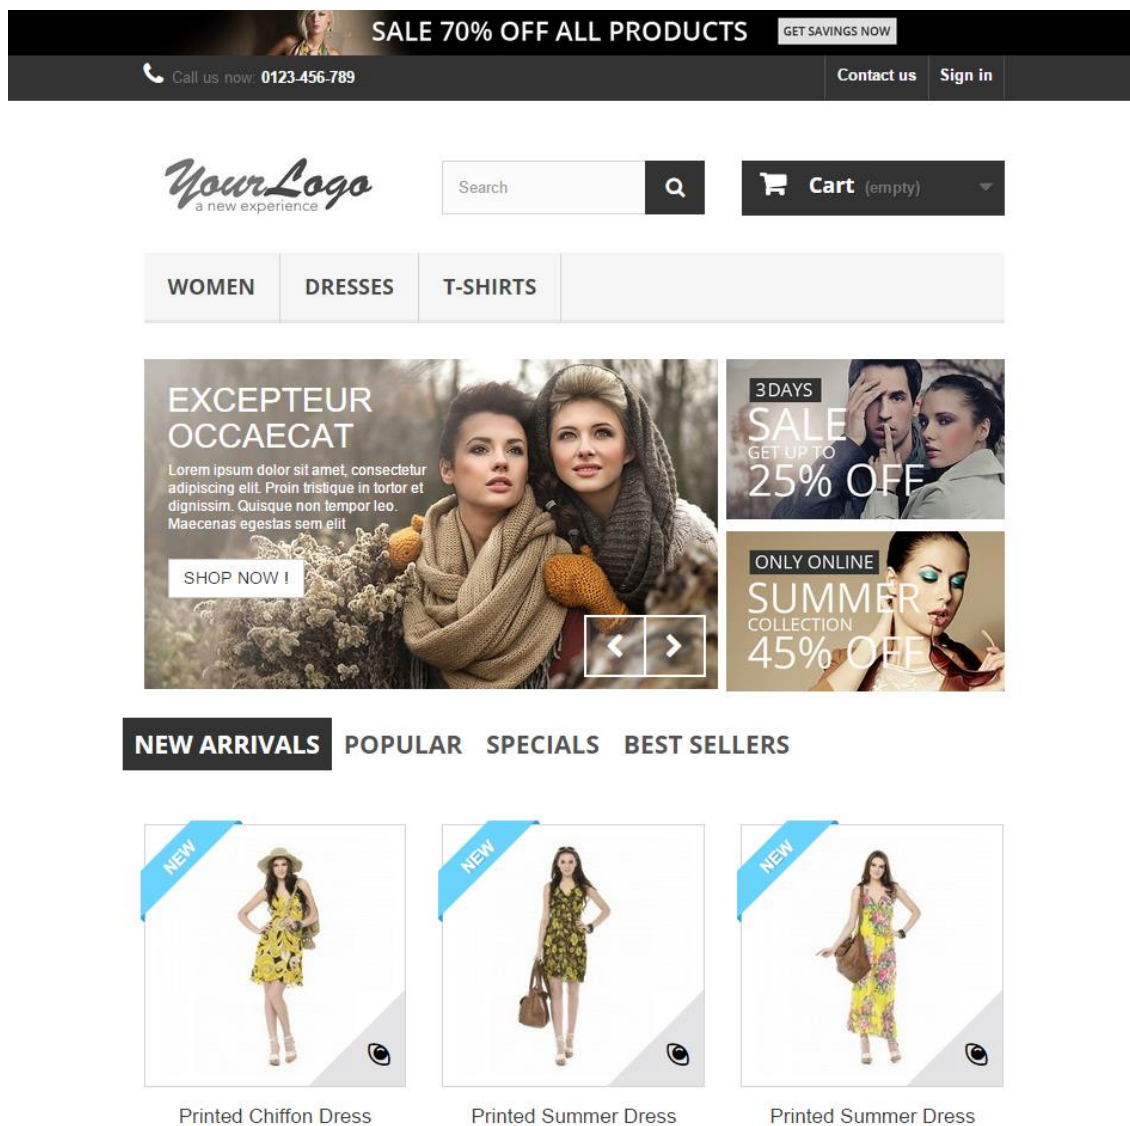 SALE 70% OFF ALL PRODUCTS GET SAVINGS NOW
Call us now: 0123-456-789 Contact us Sign in
YourLogo
a new experience
Search
Cart (empty)
WOMEN DRESSES T-SHIRTS
EXCEPTEUR
OCCAECAT
Lorem ipsum dolor sit amet, consectetur
adipiscing elit. Proin tristique in tortor et
dignissim. Quisque non tempor leo.
Maecenas egestas sem elit
SHOP NOW !
3DAYS
SALE
GET UP TO
25% OFF
ONLY ONLINE
SUMMER
COLLECTION
45% OFF
NEW ARRIVALS POPULAR SPECIALS BEST SELLERS
NEW
NEW
NEW
Printed Chiffon Dress
Printed Summer Dress
Printed Summer Dress